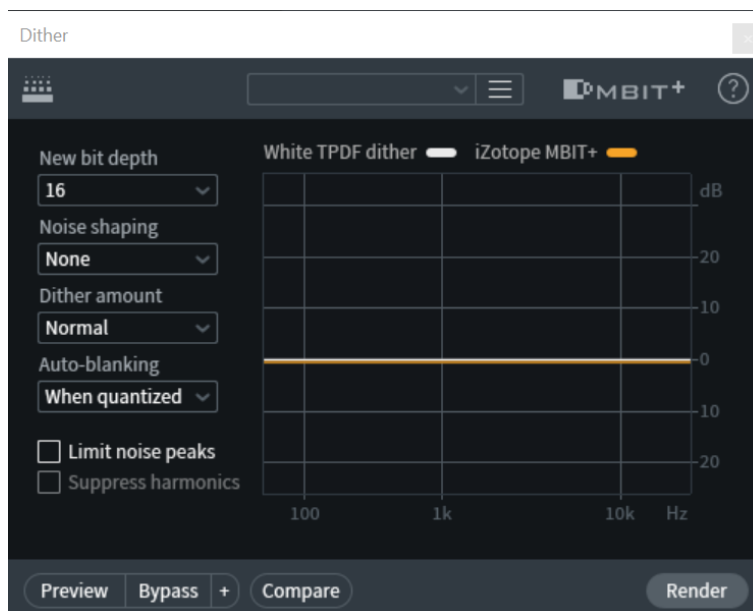 Dither
MBIT+ ?
New bit depth
16
Noise shaping
None
Dither amount
Normal
Auto-blanking
When quantized
Limit noise peaks
Suppress harmonics
White TPDF dither iZotope MBIT+
dB
20
10
0
10
20
100 1k 10k Hz
Preview Bypass + Compare Render